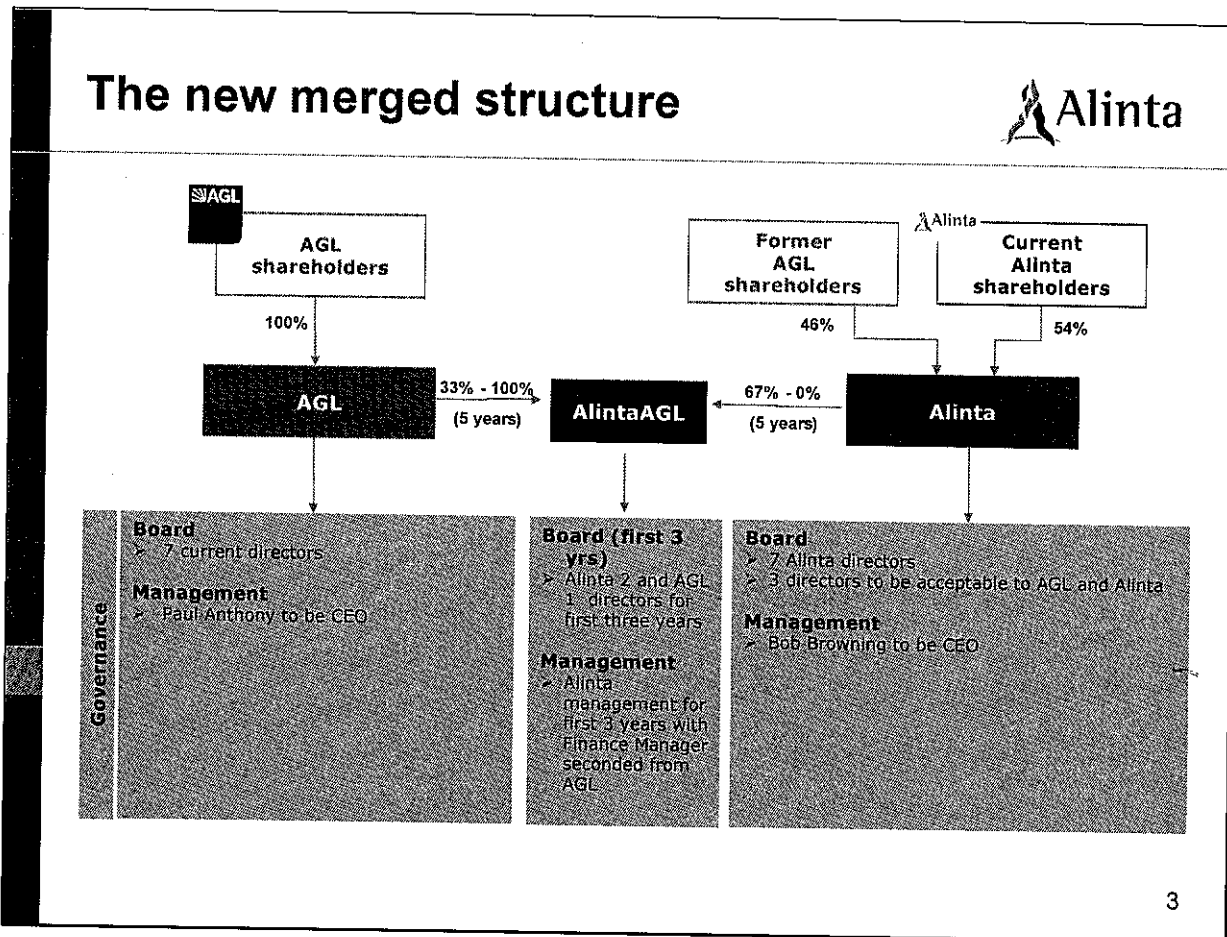 The new merged structure
Alinta
AGL
AGL
shareholders
Former
AGL
shareholders
Alinta
Current
Alinta
shareholders
100%
46%
54%
AGL
33% - 100%
(5 years)
AlintaAGL
67% - 0%
(5 years)
Alinta
Governance
Board
➢ 7 current directors
Management
➢ Paul Anthony to be CEO
Board (first 3
yrs)
➢ Alinta 2 and AGL
1 directors for
first three years
Management
➢ Alinta
management for
first 3 years with
Finance Manager
seconded from
AGL
Board
➢ 7 Alinta directors
➢ 3 directors to be acceptable to AGL and Alinta
Management
➢ Bob Browning to be CEO
3